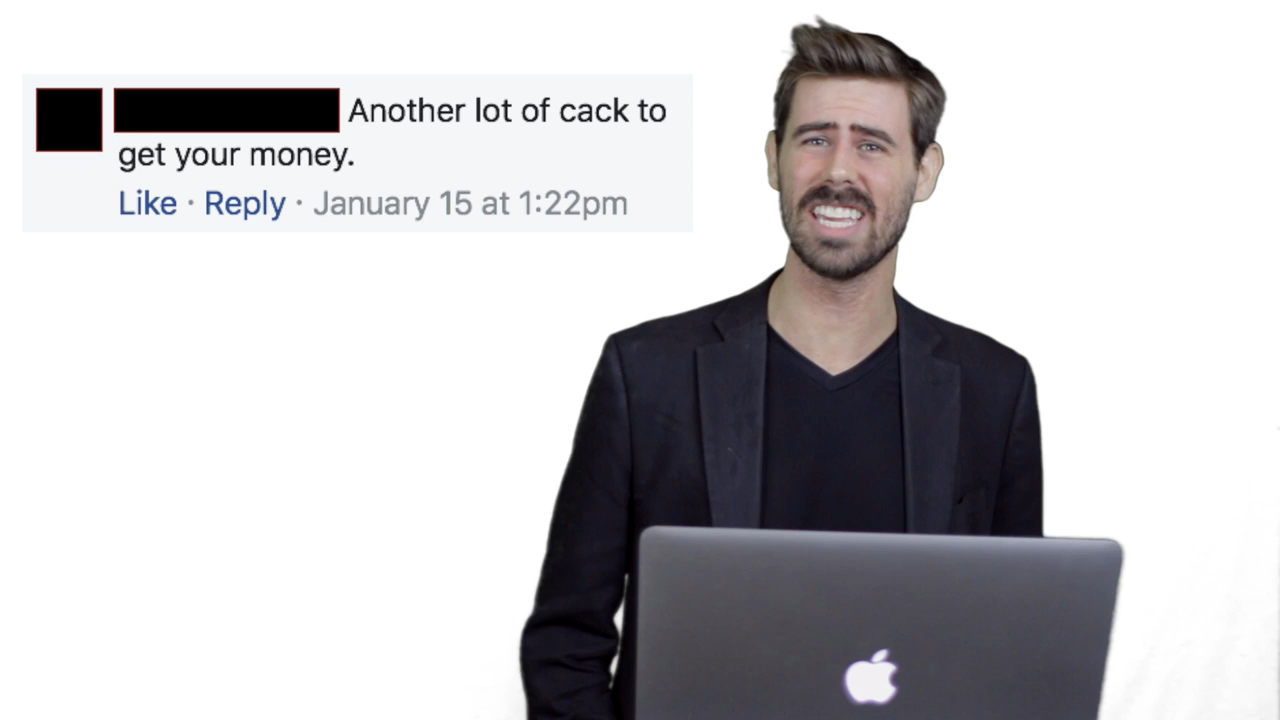 Another lot of cack to
get your money.
Like · Reply · January 15 at 1:22pm